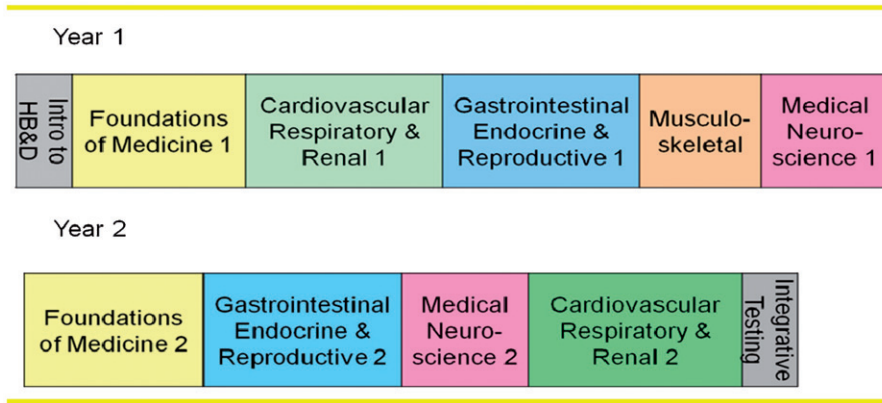 Year 1
Intro to
HB&D
Foundations
of Medicine 1
Cardiovascular
Respiratory &
Renal 1
Gastrointestinal
Endocrine &
Reproductive 1
Musculo-
skeletal
Medical
Neuro-
science 1
Year 2
Foundations
of Medicine 2
Gastrointestinal
Endocrine &
Reproductive 2
Medical
Neuro-
science 2
Cardiovascular
Respiratory &
Renal 2
Integrative
Testing